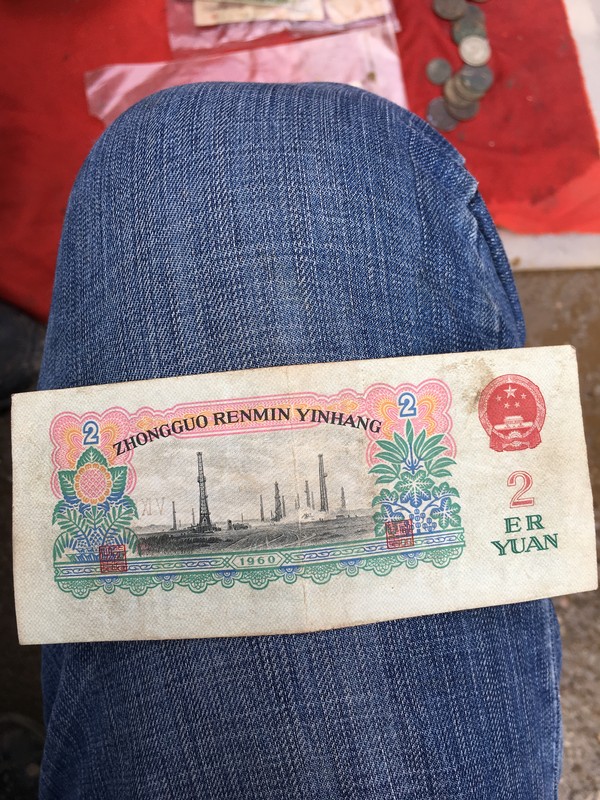 2
ZHONGGUO RENMIN YINHANG
2
1960
2
ER
YUAN